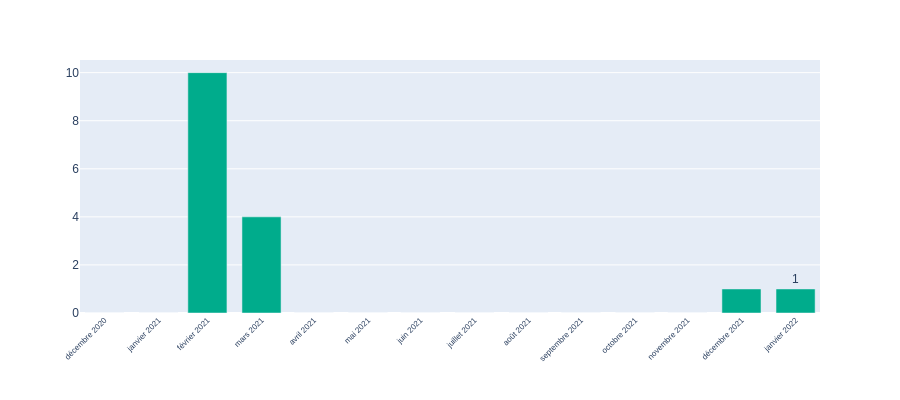 10
8
6
4
2
0
1
décembre 2020
janvier 2021
février 2021
mars 2021
avril 2021
mai 2021
juin 2021
juillet 2021
août 2021
septembre 2021
octobre 2021
novembre 2021
décembre 2021
janvier 2022